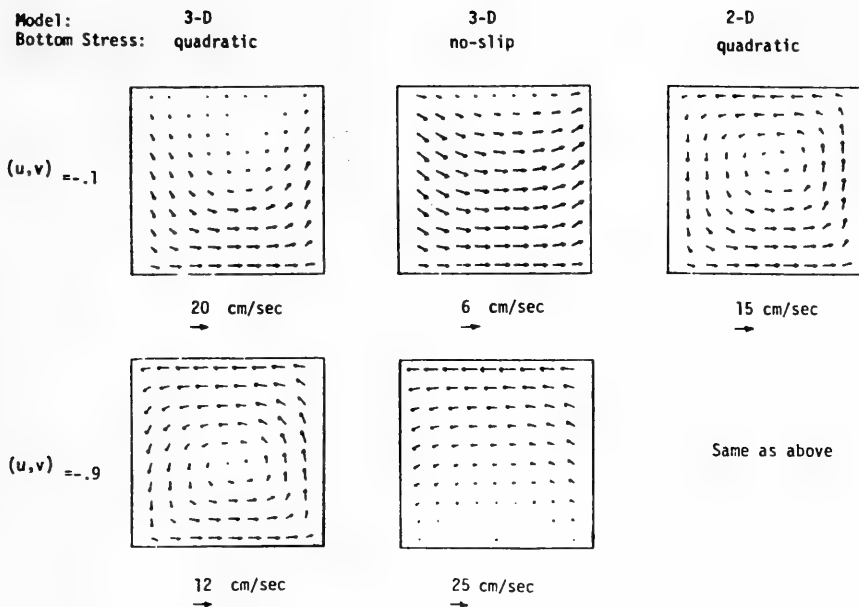 Model: 3-D 3-D 2-D
Bottom Stress: quadratic no-slip quadratic
(u,v) =-.1
20 cm/sec 6 cm/sec 15 cm/sec
(u,v) =-.9 Same as above
12 cm/sec 25 cm/sec